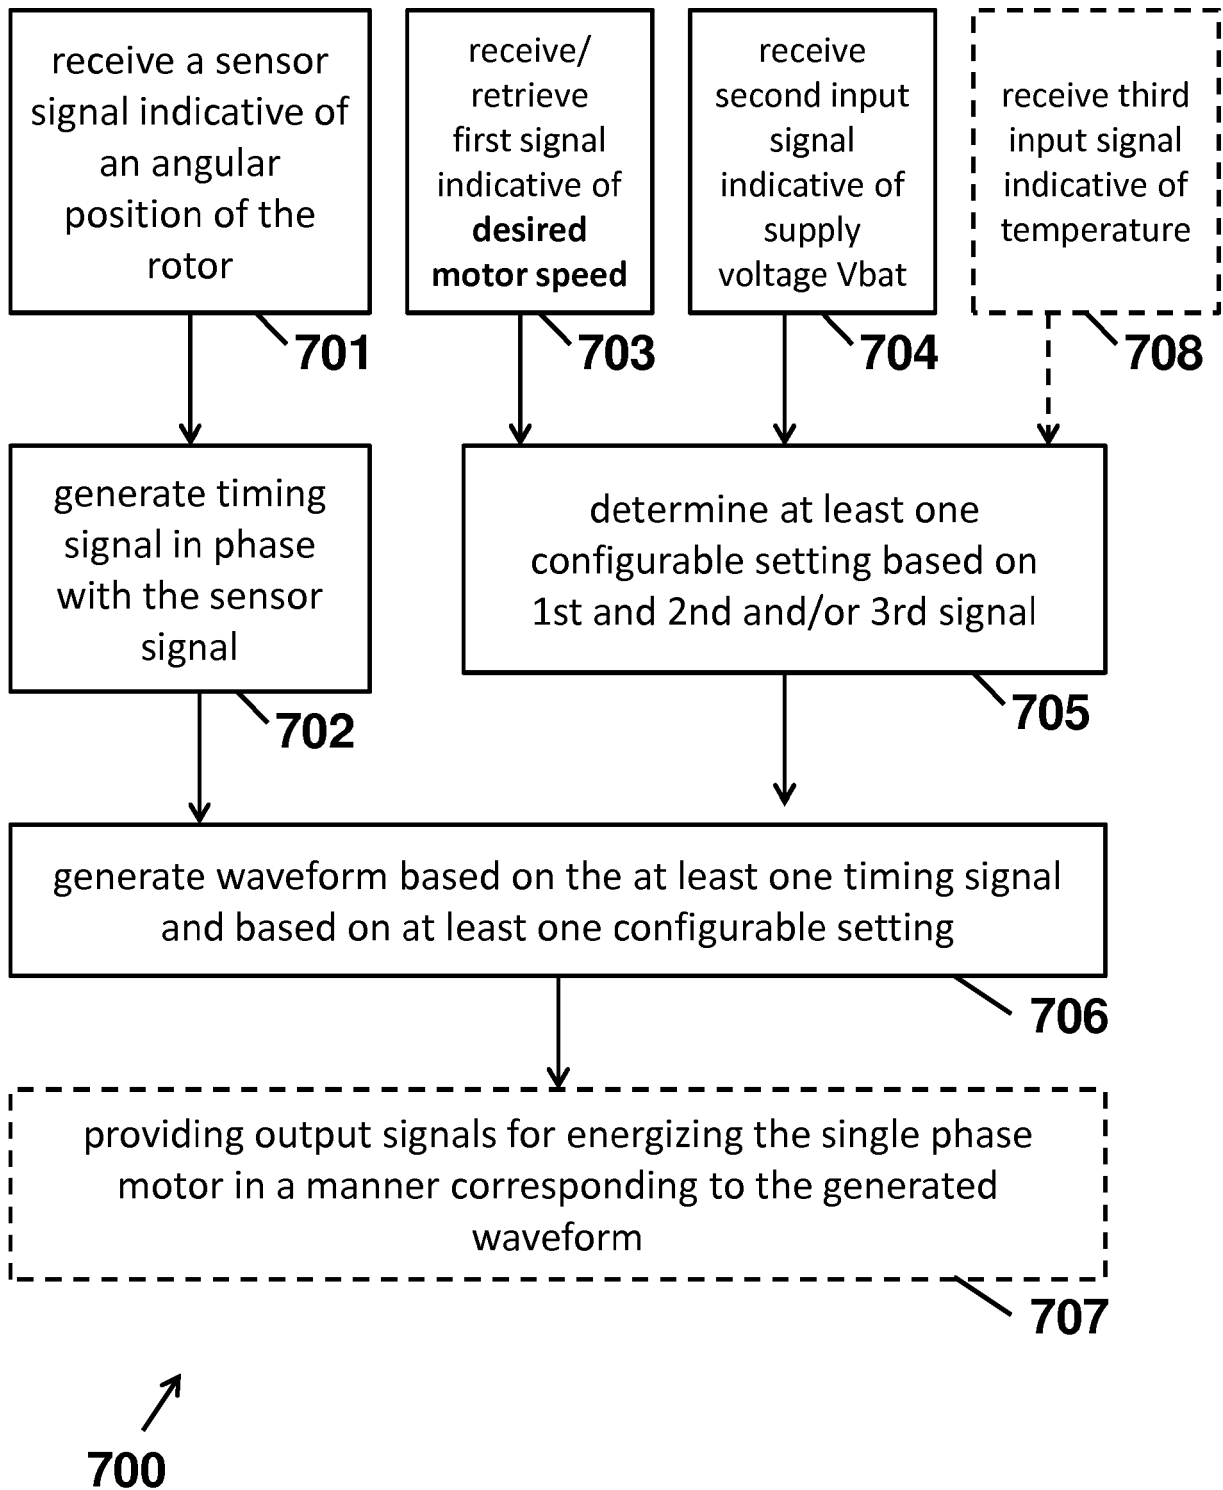 receive a sensor
signal indicative of
an angular
position of the
rotor
701
receive/
retrieve
first signal
indicative of
desired
motor speed
703
receive
second input
signal
indicative of
supply
voltage Vbat
704
receive third
input signal
indicative of
temperature
708
generate timing
signal in phase
with the sensor
signal
702
determine at least one
configurable setting based on
1st and 2nd and/or 3rd signal
705
generate waveform based on the at least one timing signal
and based on at least one configurable setting
706
providing output signals for energizing the single phase
motor in a manner corresponding to the generated
waveform
707
700